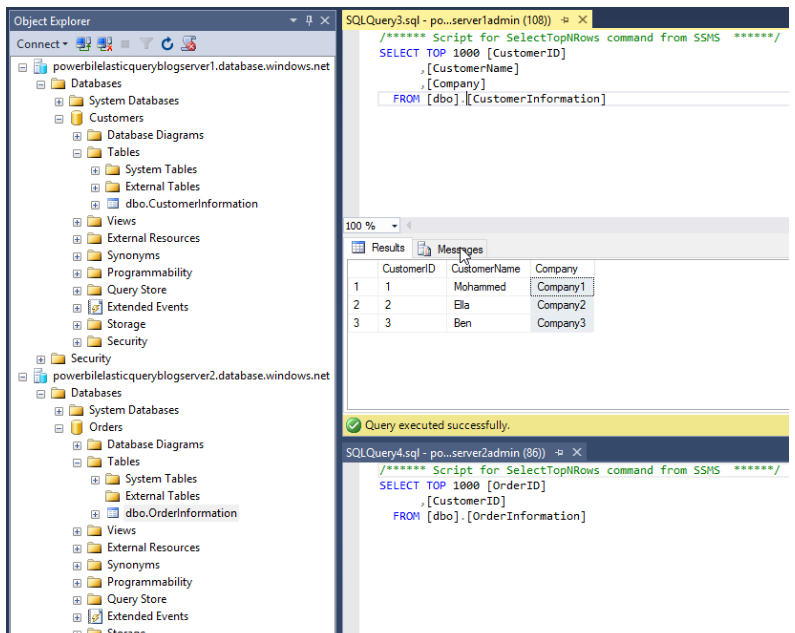 Object Explorer
Connect
powerbilelasticqueryblogserver1.database.windows.net
Databases
System Databases
Customers
Database Diagrams
Tables
System Tables
External Tables
dbo.CustomerInformation
Views
External Resources
Synonyms
Programmability
Query Store
Extended Events
Storage
Security
Security
powerbilelasticqueryblogserver2.database.windows.net
Databases
System Databases
Orders
Database Diagrams
Tables
System Tables
External Tables
dbo.OrderInformation
Views
External Resources
Synonyms
Programmability
Query Store
Extended Events
Storage
SQLQuery3.sql - po...server1admin (108))
/****** Script for SelectTopNRows command from SSMS ******/
SELECT TOP 1000 [CustomerID]
,[CustomerName]
,[Company]
FROM [dbo].[CustomerInformation]
100 %
Results Messages
CustomerID CustomerName Company
1 1 Mohammed Company1
2 2 Ella Company2
3 3 Ben Company3
Query executed successfully.
SQLQuery4.sql - po...server2admin (86))
/****** Script for SelectTopNRows command from SSMS ******/
SELECT TOP 1000 [OrderID]
,[CustomerID]
FROM [dbo].[OrderInformation]